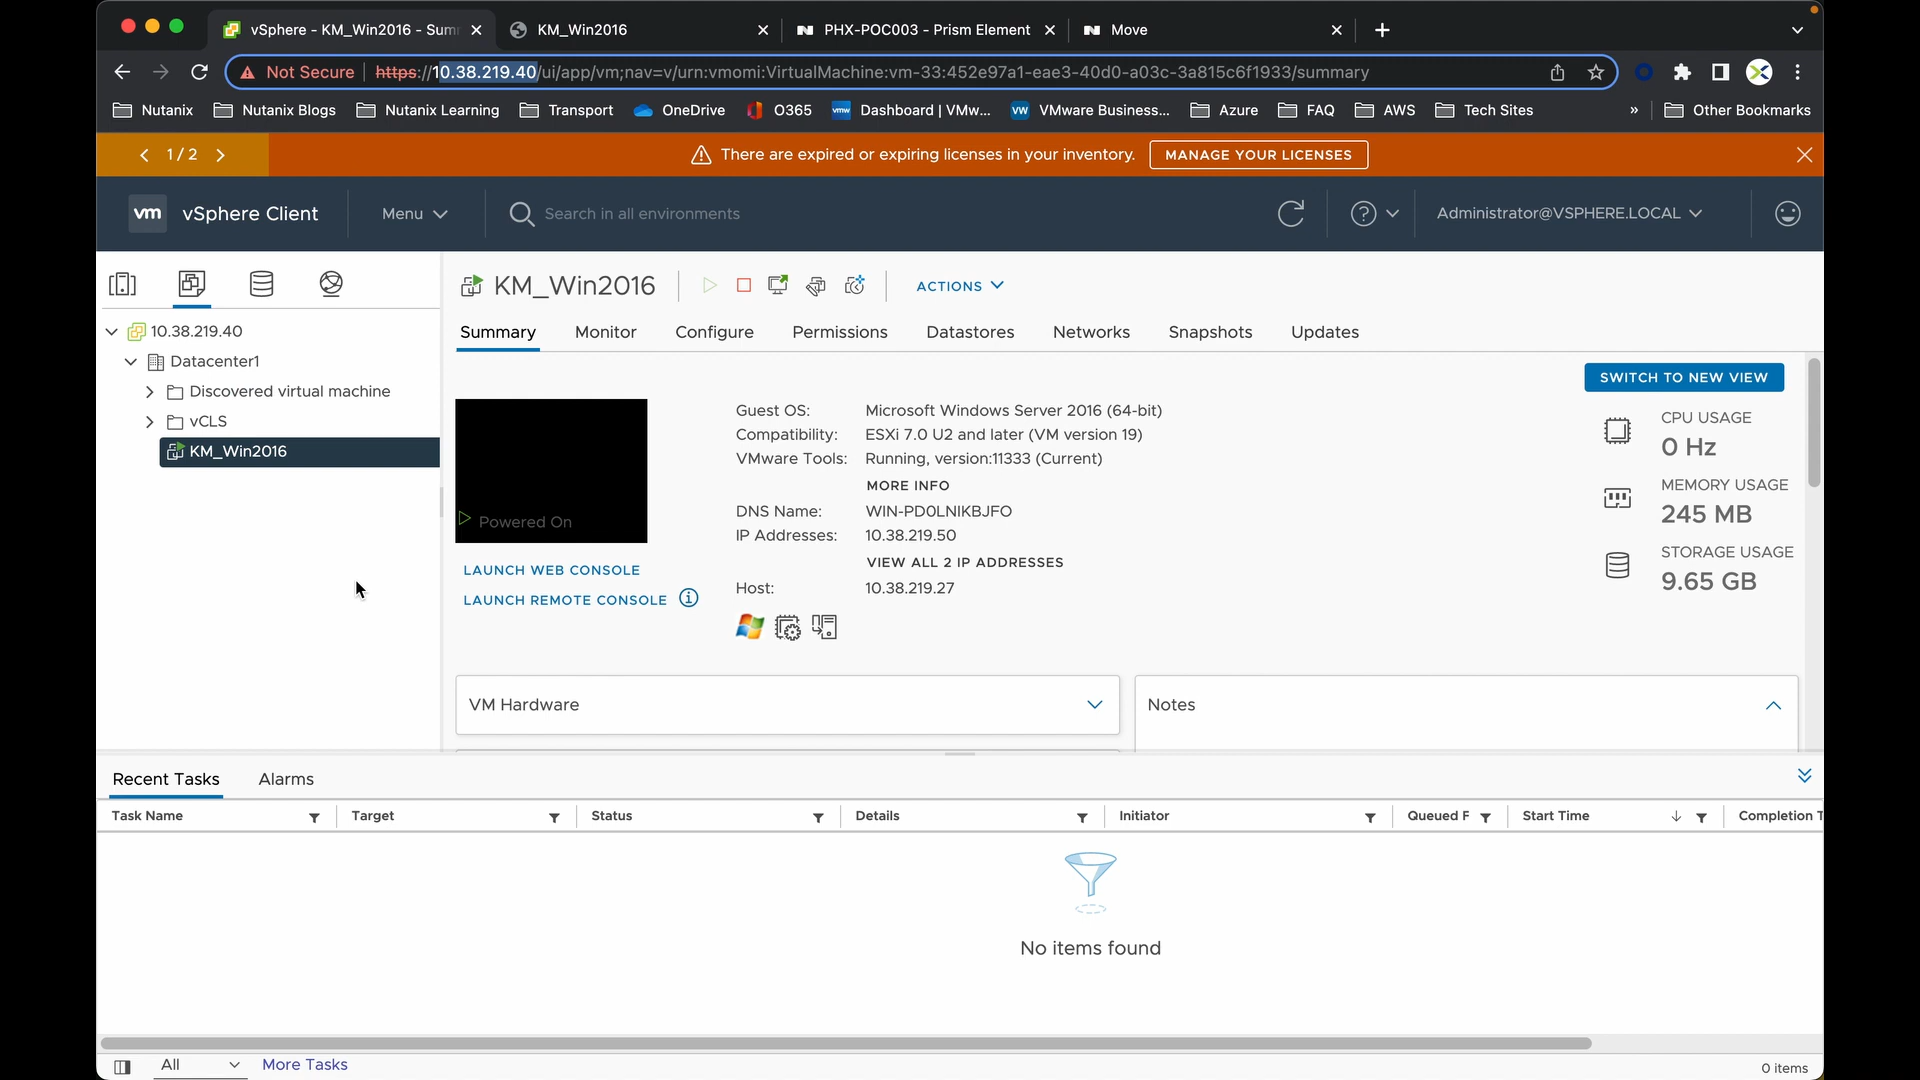 vSphere - KM_Win2016 - Sum
KM_Win2016
PHX-POC003 - Prism Element
Move
Not Secure
https://10.38.219.40/ui/app/vm;nav=v/urn:vmomi:VirtualMachine:vm-33:452e97a1-eae3-40d0-a03c-3a815c6f1933/summary
Nutanix
Nutanix Blogs
Nutanix Learning
Transport
OneDrive
O365
vmw
Dashboard | VMw...
VW
VMware Business...
Azure
FAQ
AWS
Tech Sites
»
Other Bookmarks
1 / 2
There are expired or expiring licenses in your inventory.
MANAGE YOUR LICENSES
vm
vSphere Client
Menu
Search in all environments
Administrator@VSPHERE.LOCAL
KM_Win2016
ACTIONS
Summary
Monitor
Configure
Permissions
Datastores
Networks
Snapshots
Updates
10.38.219.40
Datacenter1
Discovered virtual machine
vCLS
KM_Win2016
SWITCH TO NEW VIEW
Powered On
LAUNCH WEB CONSOLE
LAUNCH REMOTE CONSOLE
Guest OS: Microsoft Windows Server 2016 (64-bit)
Compatibility: ESXi 7.0 U2 and later (VM version 19)
VMware Tools: Running, version:11333 (Current)
MORE INFO
DNS Name: WIN-PD0LNIKBJFO
IP Addresses: 10.38.219.50
VIEW ALL 2 IP ADDRESSES
Host: 10.38.219.27
CPU USAGE
0 Hz
MEMORY USAGE
245 MB
STORAGE USAGE
9.65 GB
VM Hardware
Notes
Recent Tasks
Alarms
Task Name
Target
Status
Details
Initiator
Queued F
Start Time
Completion T
No items found
All
More Tasks
0 items